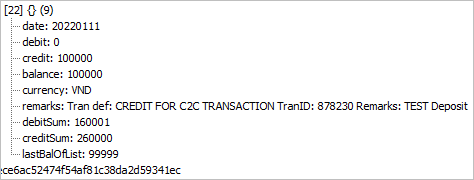 [22] {} (9)
date: 20220111
debit: 0
credit: 100000
balance: 100000
currency: VND
remarks: Tran def: CREDIT FOR C2C TRANSACTION TranID: 878230 Remarks: TEST Deposit
debitSum: 160001
creditSum: 260000
lastBalOfList: 99999
ece6ac52474f54af81c38da2d59341ec